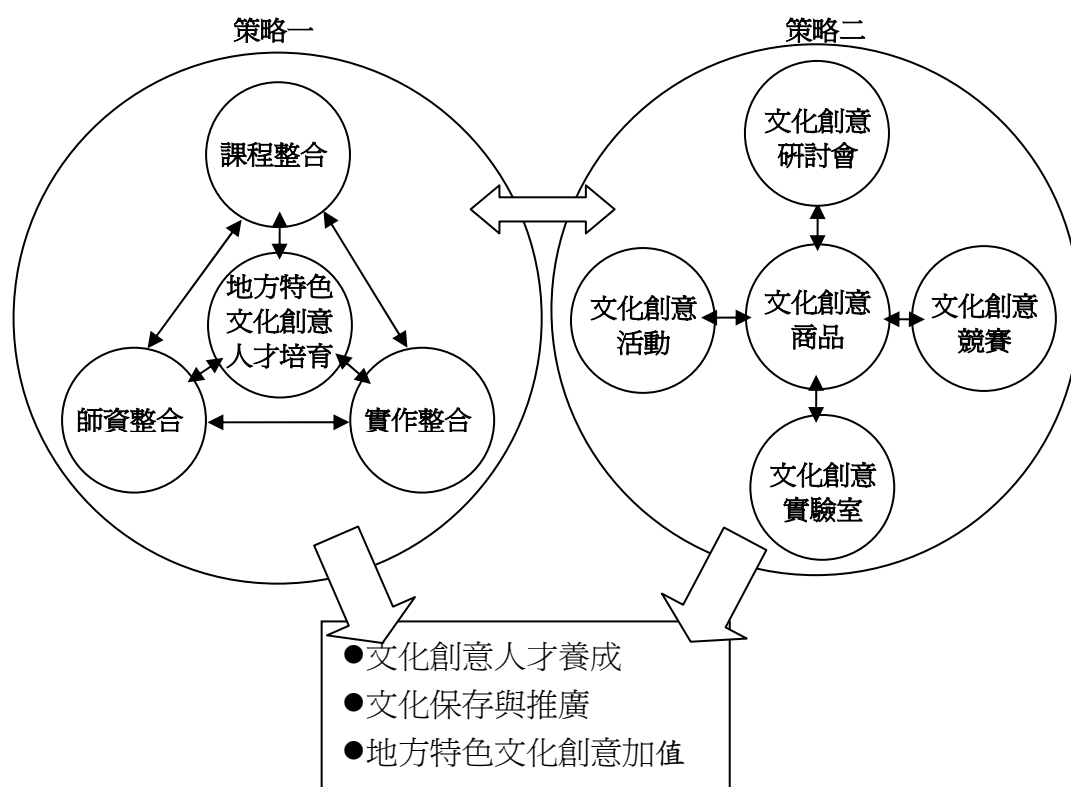 策略一
課程整合
地方特色
文化創意
人才培育
師資整合
實作整合
策略二
文化創意
研討會
文化創意
活動
文化創意
商品
文化創意
競賽
文化創意
實驗室
●文化創意人才養成
●文化保存與推廣
●地方特色文化創意加值